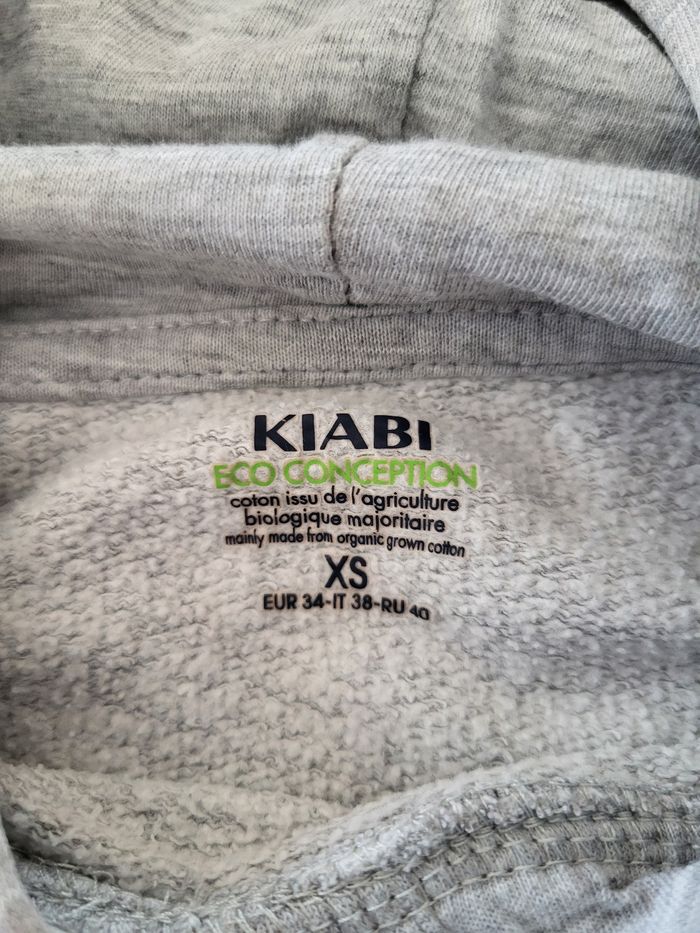 KIABI
ECO CONCEPTION
coton issu de l'agriculture
biologique majoritaire
mainly made from organic grown cotton
XS
EUR 34-IT 38-RU 40